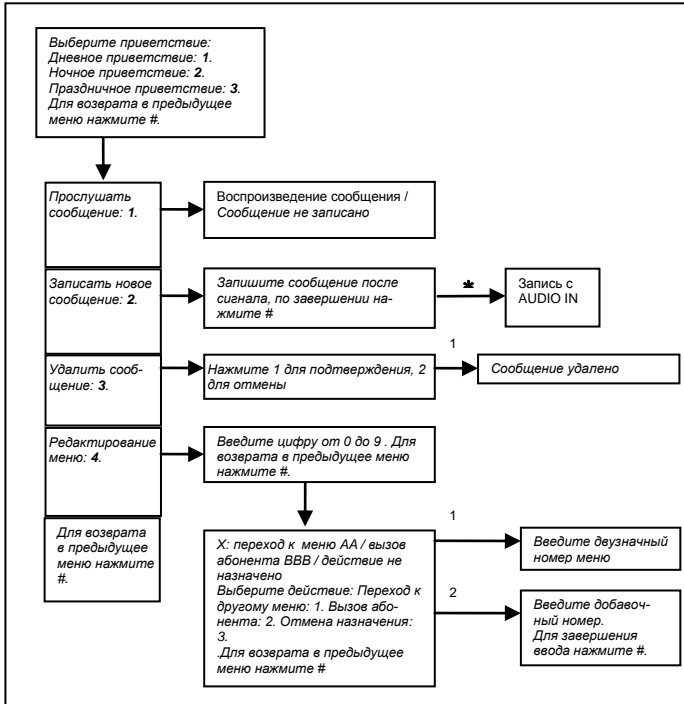 Выберите приветствие:
Дневное приветствие: 1.
Ночное приветствие: 2.
Праздничное приветствие: 3.
Для возврата в предыдущее
меню нажмите #.
Прослушать
сообщение: 1.
Воспроизведение сообщения /
Сообщение не записано
Записать новое
сообщение: 2.
Запишите сообщение после
сигнала, по завершении на-
жмите #
*
Запись с
AUDIO IN
Удалить сооб-
щение: 3.
Нажмите 1 для подтверждения, 2
для отмены
1
Сообщение удалено
Редактирование
меню: 4.
Введите цифру от 0 до 9 . Для
возврата в предыдущее меню
нажмите #.
Для возврата
в предыдущее
меню нажмите
#.
X: переход к меню AA / вызов
абонента BBB / действие не
назначено
Выберите действие: Переход к
другому меню: 1. Вызов або-
нента: 2. Отмена назначения:
3.
.Для возврата в предыдущее
меню нажмите #
1
Введите двузначный
номер меню
2
Введите добавоч-
ный номер.
Для завершения
ввода нажмите #.